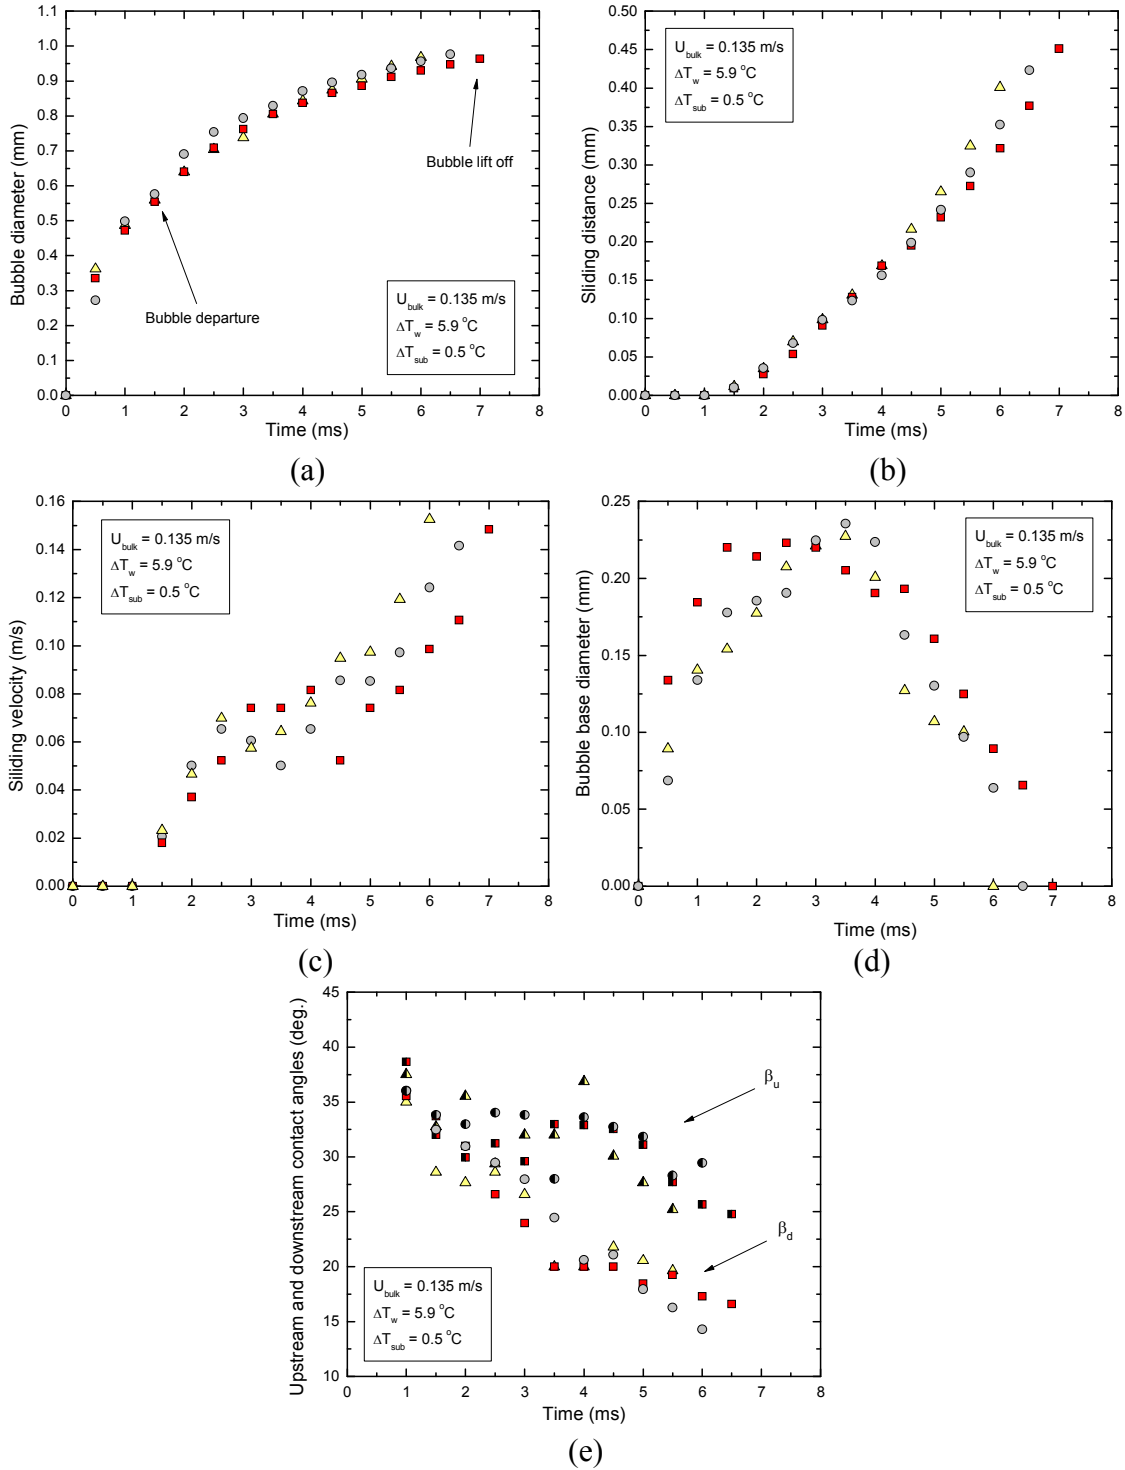 1.1
1.0
0.9
0.8
0.7
0.6
0.5
0.4
0.3
0.2
0.1
0.0
Bubble diameter (mm)
Bubble lift off
Bubble departure
U_bulk = 0.135 m/s
ΔT_w = 5.9 °C
ΔT_sub = 0.5 °C
0 1 2 3 4 5 6 7 8
Time (ms)
(a)
0.50
0.45
0.40
0.35
0.30
0.25
0.20
0.15
0.10
0.05
0.00
Sliding distance (mm)
U_bulk = 0.135 m/s
ΔT_w = 5.9 °C
ΔT_sub = 0.5 °C
0 1 2 3 4 5 6 7 8
Time (ms)
(b)
0.16
0.14
0.12
0.10
0.08
0.06
0.04
0.02
0.00
Siliding velocity (m/s)
U_bulk = 0.135 m/s
ΔT_w = 5.9 °C
ΔT_sub = 0.5 °C
0 1 2 3 4 5 6 7 8
Time (ms)
(c)
0.25
0.20
0.15
0.10
0.05
0.00
Bubble base diameter (mm)
U_bulk = 0.135 m/s
ΔT_w = 5.9 °C
ΔT_sub = 0.5 °C
0 1 2 3 4 5 6 7 8
Time (ms)
(d)
45
40
35
30
25
20
15
10
Upstream and downstream contact angles (deg.)
β_u
β_d
U_bulk = 0.135 m/s
ΔT_w = 5.9 °C
ΔT_sub = 0.5 °C
0 1 2 3 4 5 6 7 8
Time (ms)
(e)